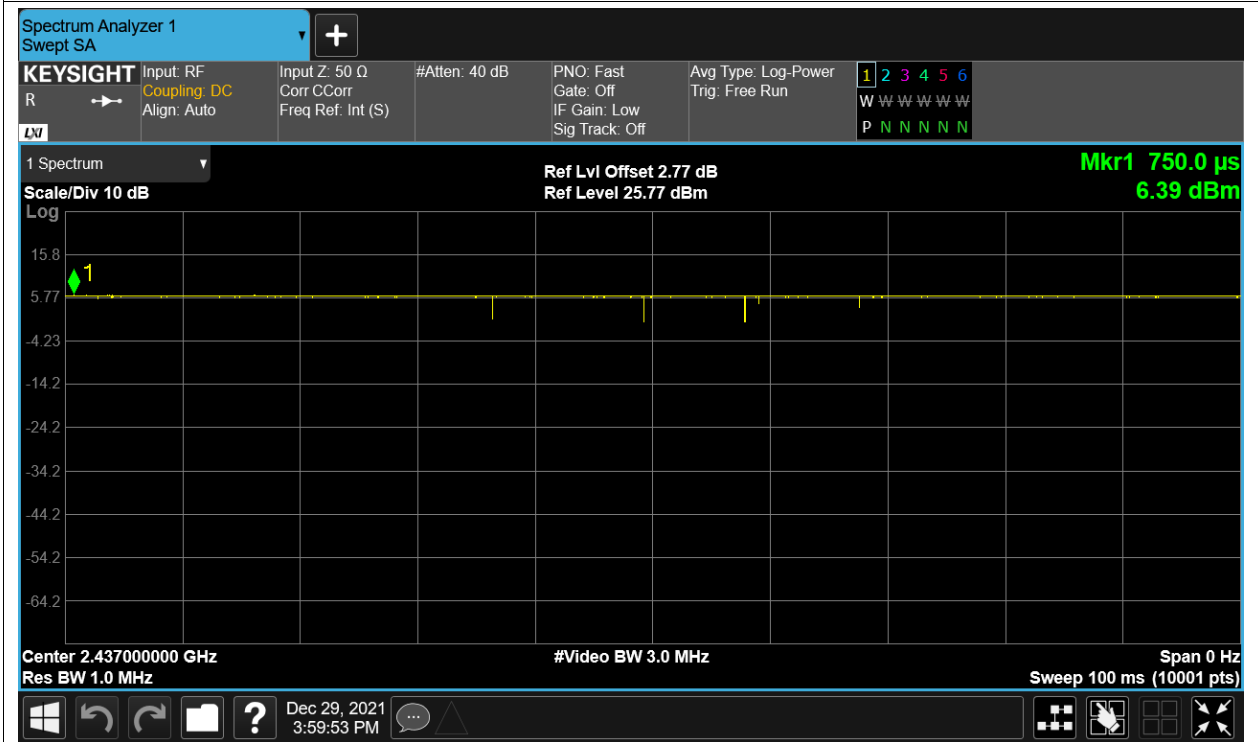 Spectrum Analyzer 1
Swept SA
KEYSIGHT
R
LXI
Input: RF
Coupling: DC
Align: Auto
Input Z: 50 Ω
Corr CCorr
Freq Ref: Int (S)
#Atten: 40 dB
PNO: Fast
Gate: Off
IF Gain: Low
Sig Track: Off
Avg Type: Log-Power
Trig: Free Run
1 2 3 4 5 6
W W W W W W
P N N N N N
1 Spectrum
Scale/Div 10 dB
Log
Ref Lvl Offset 2.77 dB
Ref Level 25.77 dBm
Mkr1 750.0 µs
6.39 dBm
15.8
1
5.77
-4.23
-14.2
-24.2
-34.2
-44.2
-54.2
-64.2
Center 2.437000000 GHz
Res BW 1.0 MHz
#Video BW 3.0 MHz
Span 0 Hz
Sweep 100 ms (10001 pts)
?
Dec 29, 2021
3:59:53 PM